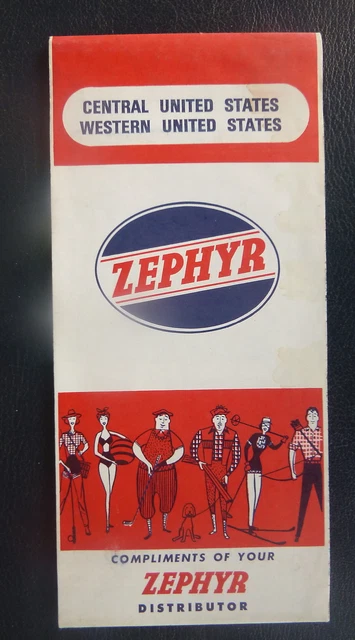 CENTRAL UNITED STATES
WESTERN UNITED STATES
ZEPHYR
COMPLIMENTS OF YOUR
ZEPHYR
DISTRIBUTOR